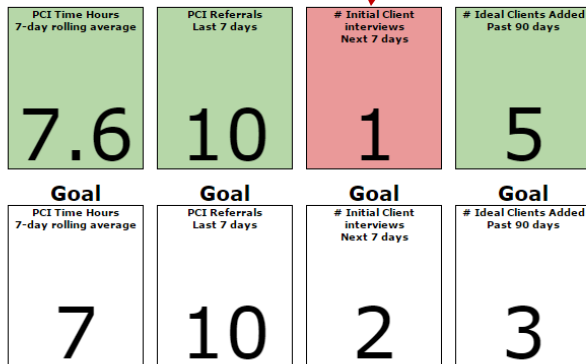 PCI Time Hours
7-day rolling average
7.6
PCI Referrals
Last 7 days
10
# Initial Client
interviews
Next 7 days
1
# Ideal Clients Added
Past 90 days
5
Goal
Goal
Goal
Goal
PCI Time Hours
7-day rolling average
7
PCI Referrals
Last 7 days
10
# Initial Client
interviews
Next 7 days
2
# Ideal Clients Added
Past 90 days
3